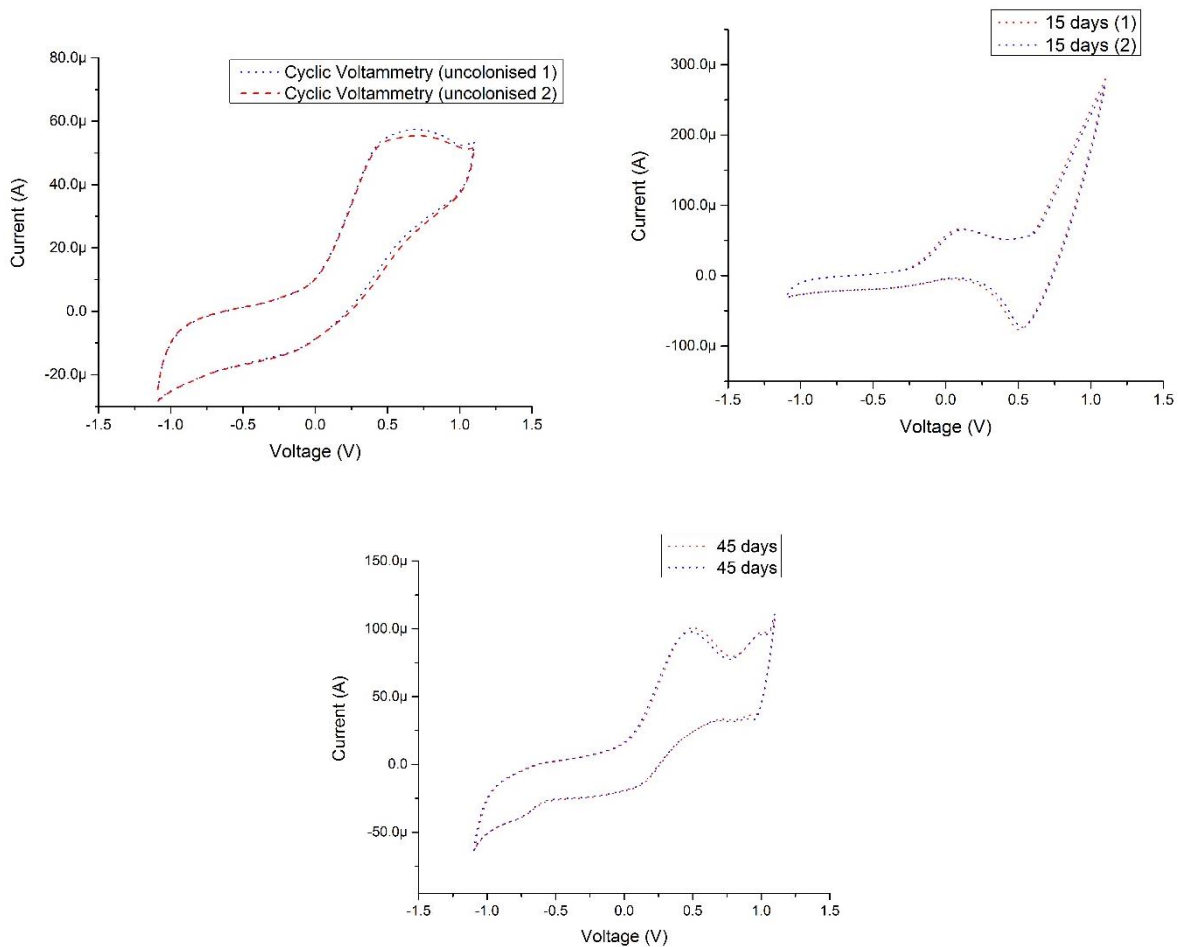 Cyclic Voltammetry (uncolonised 1)
Cyclic Voltammetry (uncolonised 2)
80.0µ
60.0µ
40.0µ
20.0µ
0.0
-20.0µ
Current (A)
-1.5 -1.0 -0.5 0.0 0.5 1.0 1.5
Voltage (V)
15 days (1)
15 days (2)
300.0µ
200.0µ
100.0µ
0.0
-100.0µ
Current (A)
-1.5 -1.0 -0.5 0.0 0.5 1.0 1.5
Voltage (V)
45 days
45 days
150.0µ
100.0µ
50.0µ
0.0
-50.0µ
Current (A)
-1.5 -1.0 -0.5 0.0 0.5 1.0 1.5
Voltage (V)